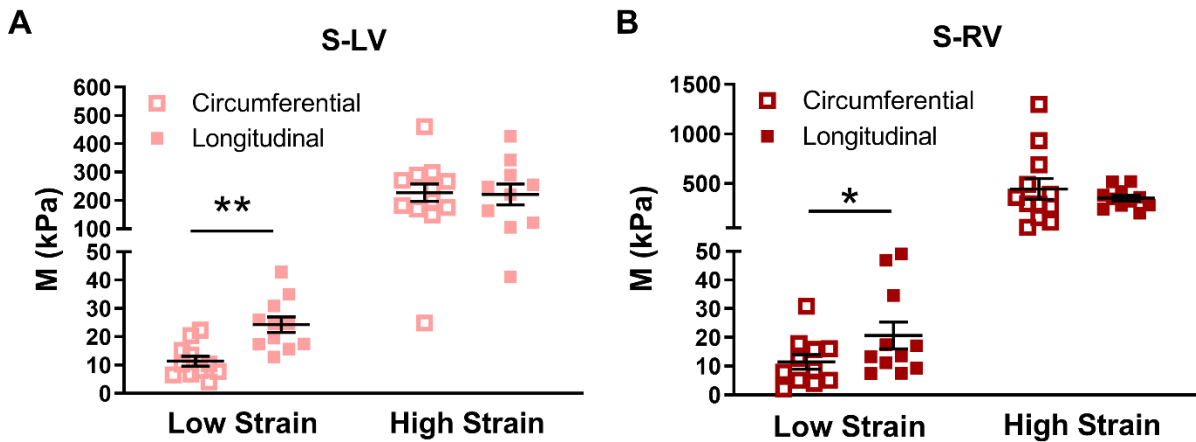 A
S-LV
M (kPa)
600
500
400
300
200
100
50
40
30
20
10
0
Circumferential
Longitudinal
**
Low Strain
High Strain
B
S-RV
M (kPa)
1500
1000
500
50
40
30
20
10
0
Circumferential
Longitudinal
*
Low Strain
High Strain